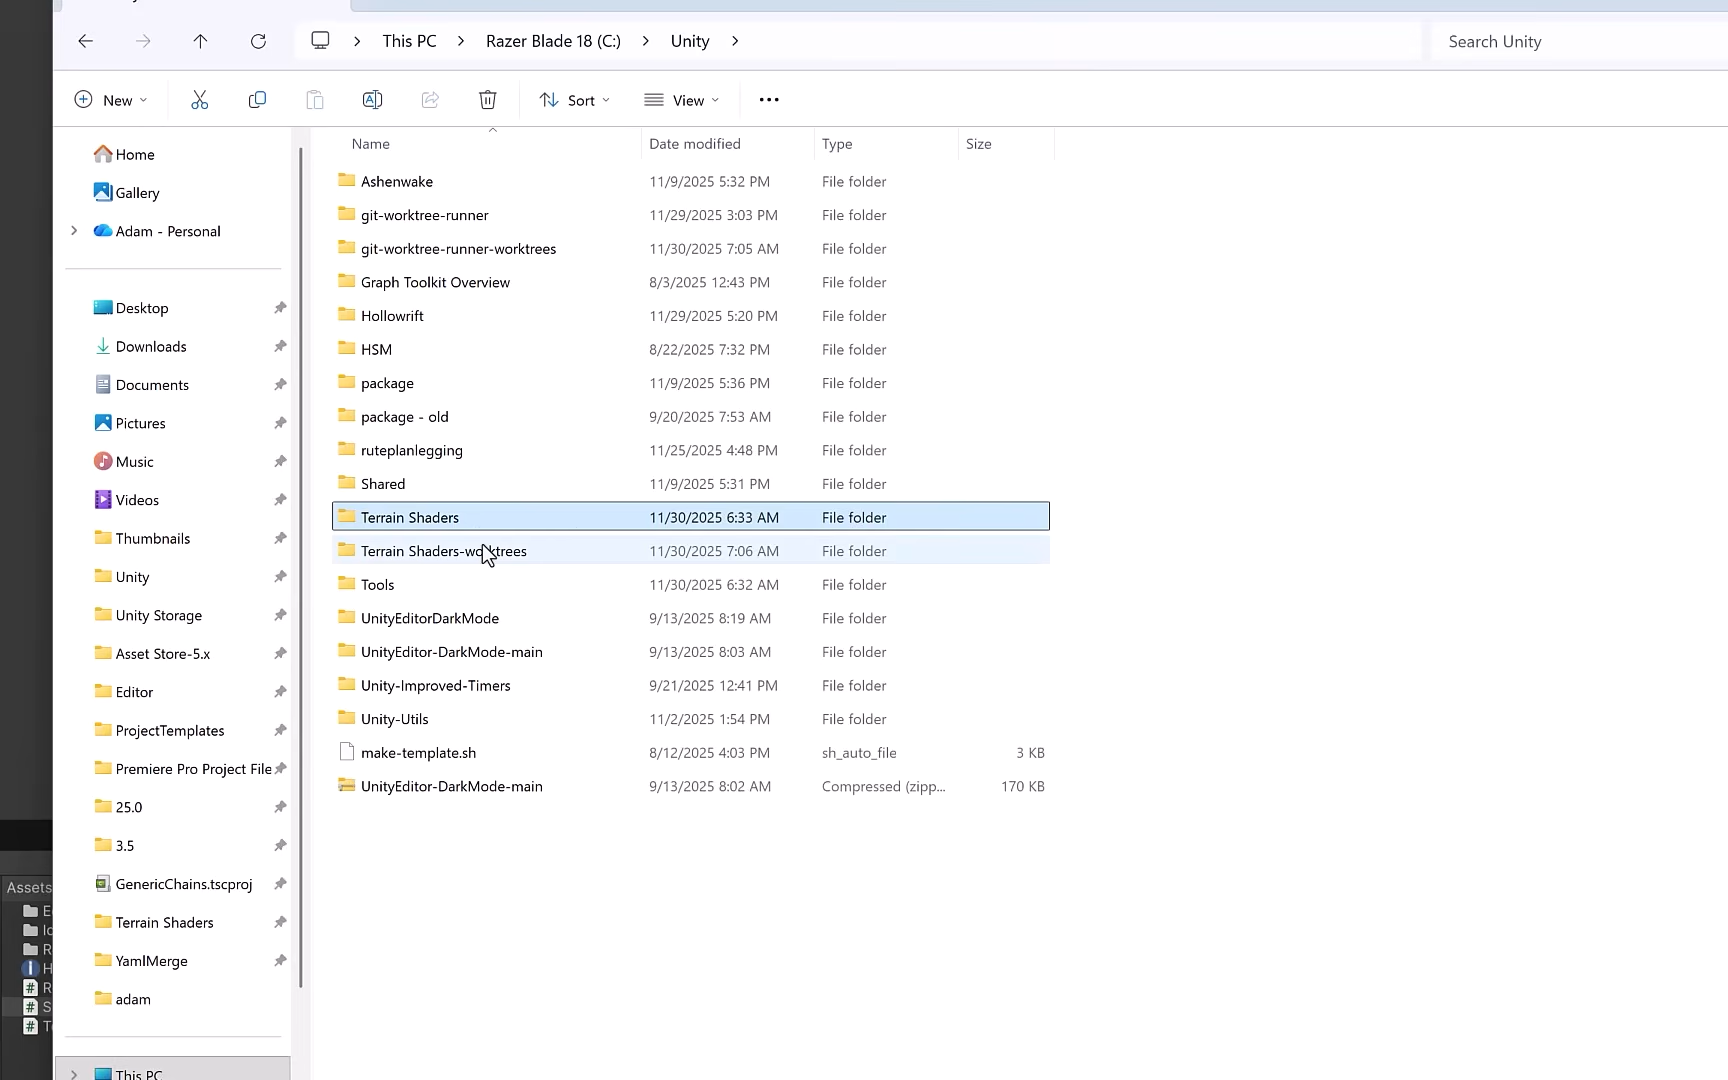 This PC
Razer Blade 18 (C:)
Unity
Search Unity
New
Sort
View
Home
Gallery
Adam - Personal
Desktop
Downloads
Documents
Pictures
Music
Videos
Thumbnails
Unity
Unity Storage
Asset Store-5.x
Editor
ProjectTemplates
Premiere Pro Project File
25.0
3.5
GenericChains.tscproj
Terrain Shaders
YamlMerge
adam
This PC
Name Date modified Type Size
Ashenwake 11/9/2025 5:32 PM File folder
git-worktree-runner 11/29/2025 3:03 PM File folder
git-worktree-runner-worktrees 11/30/2025 7:05 AM File folder
Graph Toolkit Overview 8/3/2025 12:43 PM File folder
Hollowrift 11/29/2025 5:20 PM File folder
HSM 8/22/2025 7:32 PM File folder
package 11/9/2025 5:36 PM File folder
package - old 9/20/2025 7:53 AM File folder
ruteplanlegging 11/25/2025 4:48 PM File folder
Shared 11/9/2025 5:31 PM File folder
Terrain Shaders 11/30/2025 6:33 AM File folder
Terrain Shaders-worktrees 11/30/2025 7:06 AM File folder
Tools 11/30/2025 6:32 AM File folder
UnityEditorDarkMode 9/13/2025 8:19 AM File folder
UnityEditor-DarkMode-main 9/13/2025 8:03 AM File folder
Unity-Improved-Timers 9/21/2025 12:41 PM File folder
Unity-Utils 11/2/2025 1:54 PM File folder
make-template.sh 8/12/2025 4:03 PM sh_auto_file 3 KB
UnityEditor-DarkMode-main 9/13/2025 8:02 AM Compressed (zipp... 170 KB
Assets